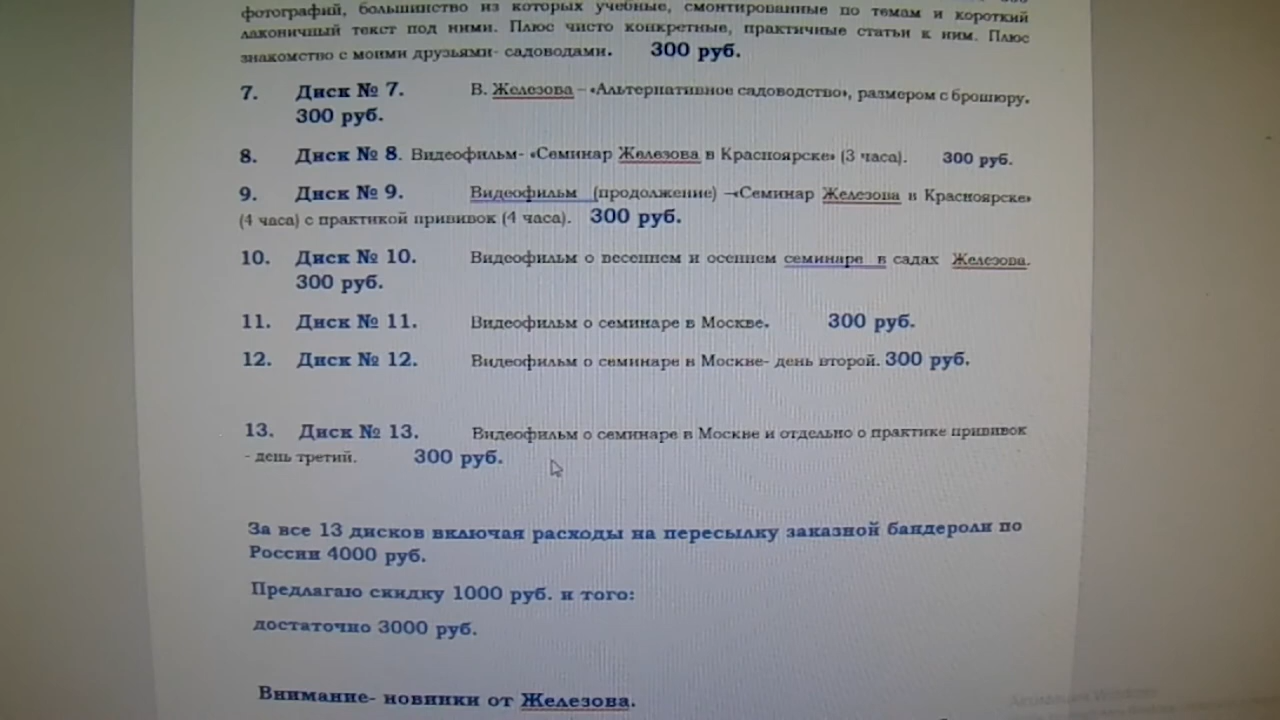 фотографий, большинство из которых учебные, смонтированные по темам и короткий
лаконичный текст под ними. Плюс чисто конкретные, практичные статьи к ним. Плюс
знакомство с моими друзьями- садоводами. 300 руб.
7. Диск № 7. В. Железова – «Альтернативное садоводство», размером с брошюру.
300 руб.
8. Диск № 8. Видеофильм- «Семинар Железова в Красноярске» (3 часа). 300 руб.
9. Диск № 9. Видеофильм (продолжение) –«Семинар Железова в Красноярске»
(4 часа) с практикой прививок (4 часа). 300 руб.
10. Диск № 10. Видеофильм о весеннем и осеннем семинаре в садах Железова.
300 руб.
11. Диск № 11. Видеофильм о семинаре в Москве. 300 руб.
12. Диск № 12. Видеофильм о семинаре в Москве- день второй. 300 руб.
13. Диск № 13. Видеофильм о семинаре в Москве и отдельно о практике прививок
- день третий. 300 руб.
За все 13 дисков включая расходы на пересылку заказной бандероли по
России 4000 руб.
Предлагаю скидку 1000 руб. и того:
достаточно 3000 руб.
Внимание- новинки от Железова.
Активация Windows